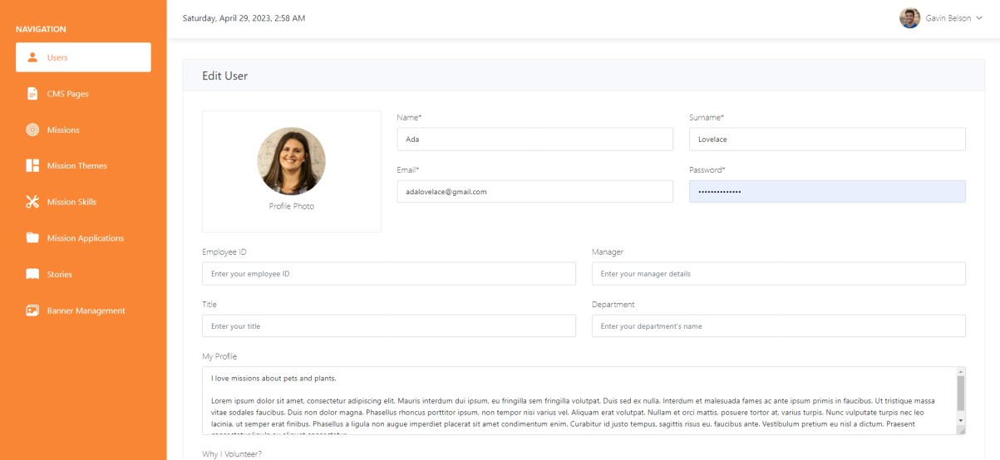 NAVIGATION
Users
CMS Pages
Missions
Mission Themes
Mission Skills
Mission Applications
Stories
Banner Management
Saturday, April 29, 2023, 2:58 AM
Gavin Belson
Edit User
Profile Photo
Name*
Ada
Surname*
Lovelace
Email*
adalovelace@gmail.com
Password*
••••••••••••••
Employee ID
Enter your employee ID
Manager
Enter your manager details
Title
Enter your title
Department
Enter your department's name
My Profile
I love missions about pets and plants.
Lorem ipsum dolor sit amet, consectetur adipiscing elit. Mauris interdum dui ipsum, eu fringilla sem fringilla volutpat. Duis sed ex nulla. Interdum et malesuada fames ac ante ipsum primis in faucibus. Ut tristique massa
vitae sodales faucibus. Duis non dolor magna. Phasellus rhoncus porttitor ipsum, non tempor nisi varius vel. Aliquam erat volutpat. Nullam et orci mattis, posuere tortor at, varius turpis. Nunc vulputate turpis nec leo
lacinia, ut semper erat finibus. Phasellus a ligula non augue imperdiet placerat sit amet condimentum enim. Curabitur id justo tempus, sagittis risus eu, faucibus ante. Vestibulum pretium eu nisl a dictum. Praesent
Why I Volunteer?